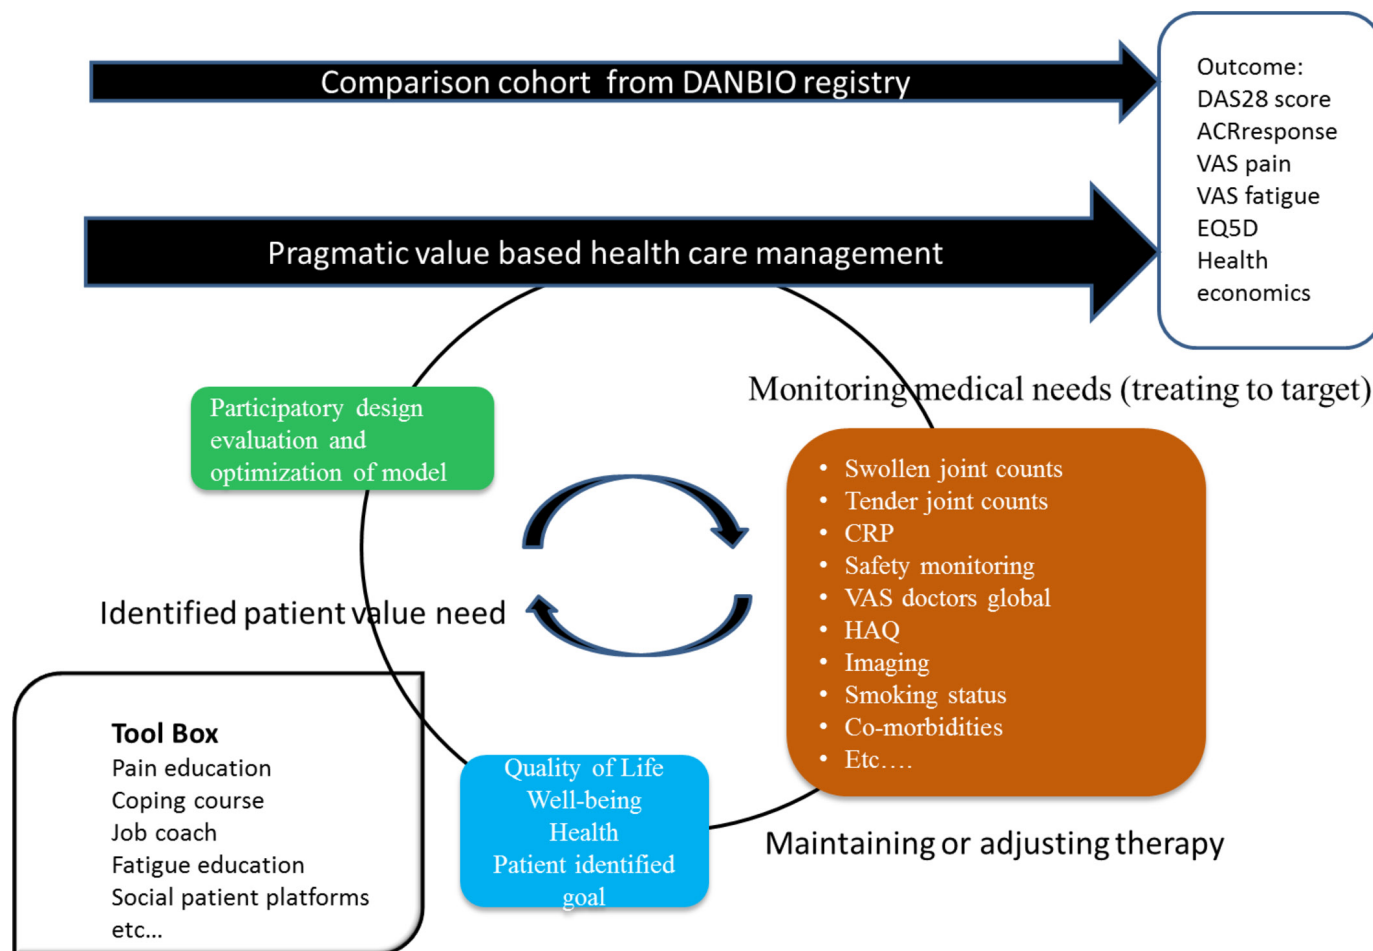 Comparison cohort from DANBIO registry
Outcome:
DAS28 score
ACRresponse
VAS pain
VAS fatigue
EQ5D
Health
economics
Pragmatic value based health care management
Monitoring medical needs (treating to target)
Participatory design
evaluation and
optimization of model
• Swollen joint counts
• Tender joint counts
• CRP
• Safety monitoring
• VAS doctors global
• HAQ
• Imaging
• Smoking status
• Co-morbidities
• Etc….
Identified patient value need
Tool Box
Pain education
Coping course
Job coach
Fatigue education
Social patient platforms
etc...
Quality of Life
Well-being
Health
Patient identified
goal
Maintaining or adjusting therapy